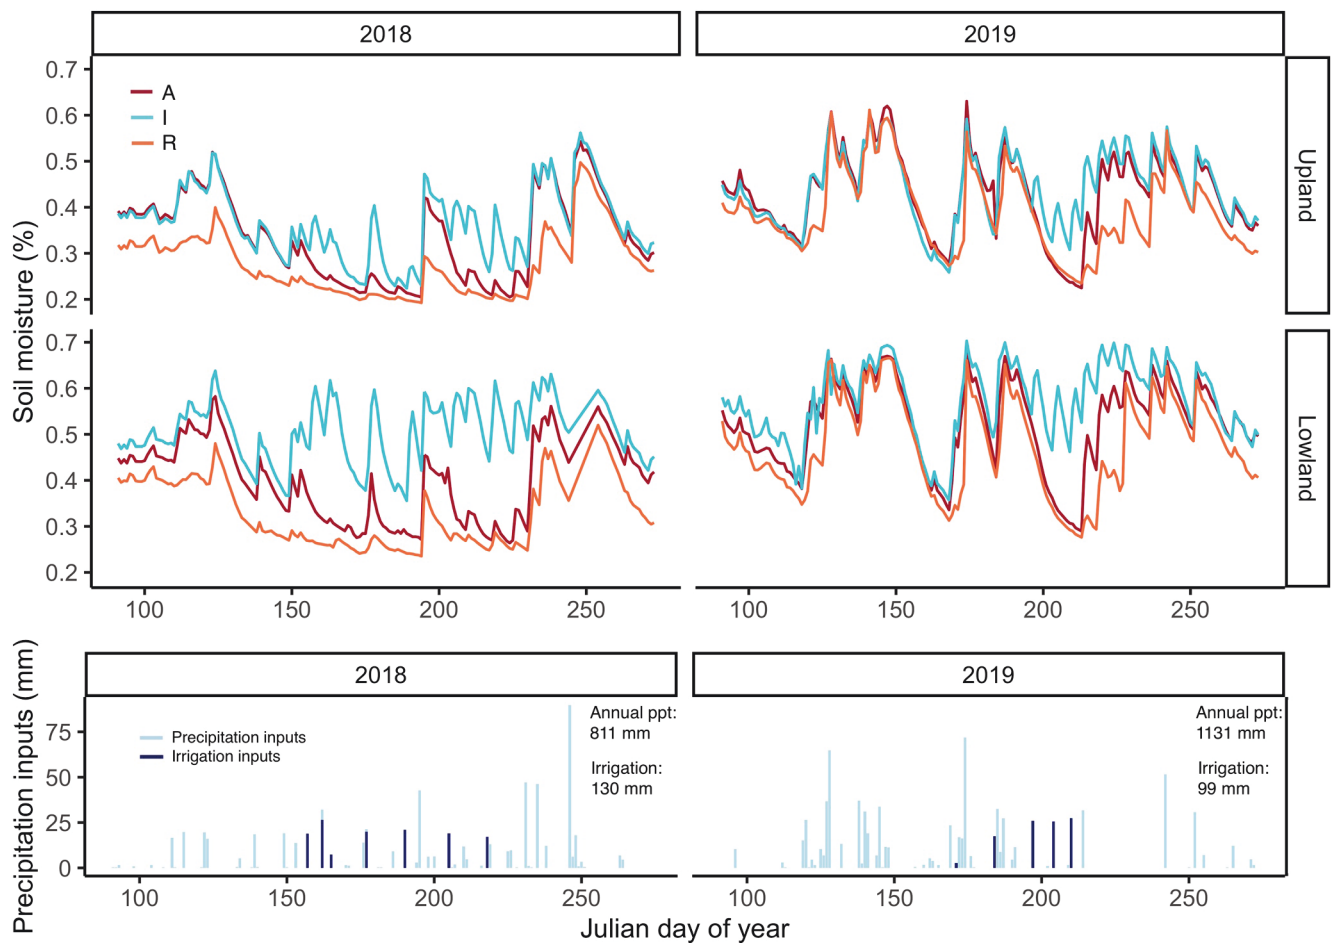 2018
2019
0.7
0.6
0.5
0.4
0.3
0.2
A
I
R
Upland
Soil moisture (%)
0.7
0.6
0.5
0.4
0.3
0.2
Lowland
100
150
200
250
100
150
200
250
2018
2019
Precipitation inputs (mm)
75
50
25
0
Precipitation inputs
Irrigation inputs
Annual ppt:
811 mm
Irrigation:
130 mm
Annual ppt:
1131 mm
Irrigation:
99 mm
100
150
200
250
100
150
200
250
Julian day of year